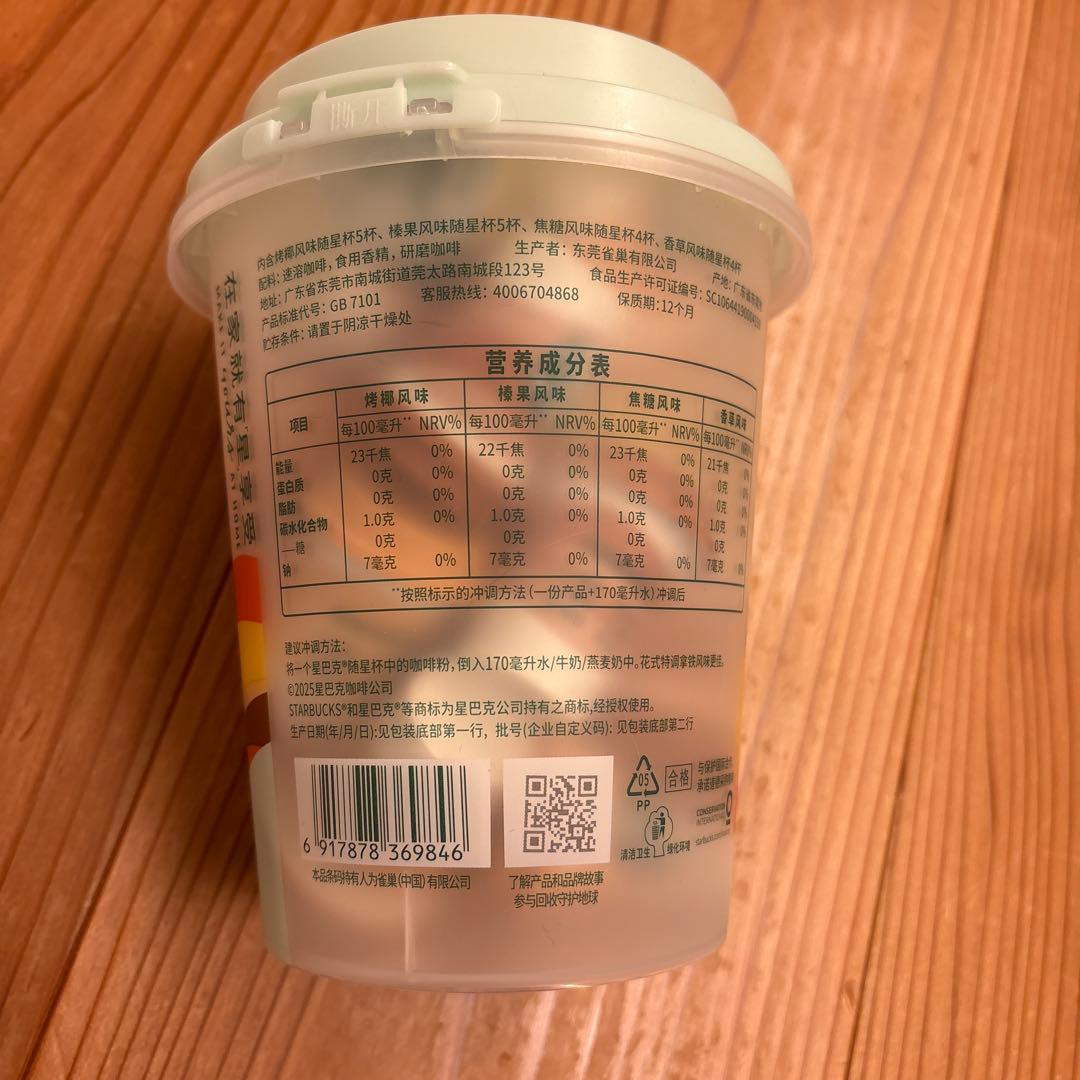 内含烤椰风味随星杯5杯、榛果风味随星杯5杯、焦糖风味随星杯4杯、香草风味随星杯4杯
配料：速溶咖啡，食用香精，研磨咖啡 生产者：东莞雀巢有限公司 产地：广东省
地址：广东省东莞市南城街道莞太路南城段123号 食品生产许可证编号：
产品标准代号：GB 7101 客服热线：4006704868 保质期：12个月
贮存条件：请置于阴凉干燥处
在家就有星享受
AT HOME
营养成分表
项目 烤椰风味 榛果风味 焦糖风味 香草风味
每100毫升** NRV% 每100毫升** NRV% 每100毫升** NRV% 每100毫升**
能量 23千焦 0% 22千焦 0% 23千焦 0% 21千焦
蛋白质 0克 0% 0克 0% 0克 0% 0克
脂肪 0克 0% 0克 0% 0克 0% 0克
碳水化合物 1.0克 0% 1.0克 0% 1.0克 0% 1.0克
——糖 0克 0克 0克 0克
钠 7毫克 0% 7毫克 0% 7毫克 0% 7毫克 0%
**按照标示的冲调方法（一份产品+170毫升水）冲调后
建议冲调方法：
将一个星巴克®随星杯中的咖啡粉，倒入170毫升水/牛奶/燕麦奶中。花式特调拿铁风味更佳。
©2025星巴克咖啡公司
STARBUCKS®和星巴克®等商标为星巴克公司持有之商标，经授权使用。
生产日期(年/月/日)：见包装底部第一行，批号(企业自定义码)：见包装底部第二行
6 917878 369846
本品条码持有人为雀巢(中国)有限公司
了解产品和品牌故事
参与回收守护地球
05
PP
合格
清洁卫生 绿化环境
与保护国际合作
CONSERVATION
INTERNATIONAL